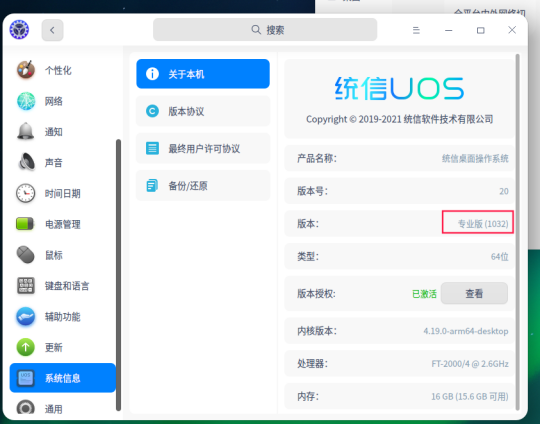 搜索
个性化
网络
通知
声音
时间日期
电源管理
鼠标
键盘和语言
辅助功能
更新
系统信息
通用
关于本机
版本协议
最终用户许可协议
备份/还原
统信UOS
Copyright © 2019-2021 统信软件技术有限公司
产品名称： 统信桌面操作系统
版本号： 20
版本： 专业版 (1032)
类型： 64位
版本授权: 已激活 查看
内核版本： 4.19.0-arm64-desktop
处理器： FT-2000/4 @ 2.6GHz
内存： 16 GB (15.6 GB 可用)